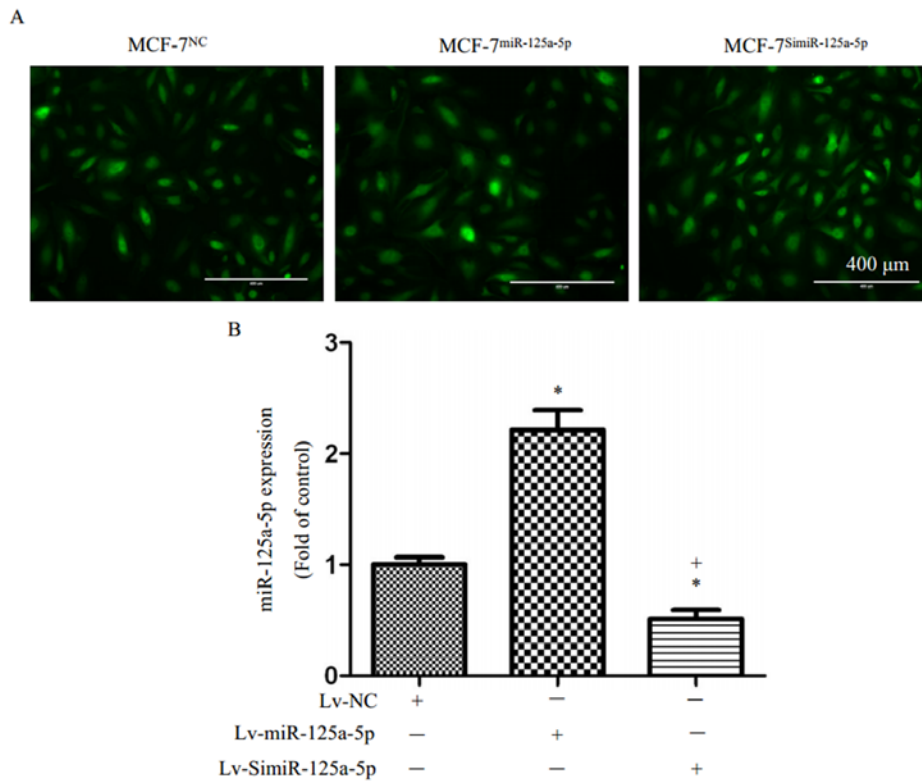 A
MCF-7NC MCF-7miR-125a-5p MCF-7SimiR-125a-5p
400 μm
B
miR-125a-5p expression
(Fold of control)
3
2
1
0
*
+
*
Lv-NC + — —
Lv-miR-125a-5p — + —
Lv-SimiR-125a-5p — — +